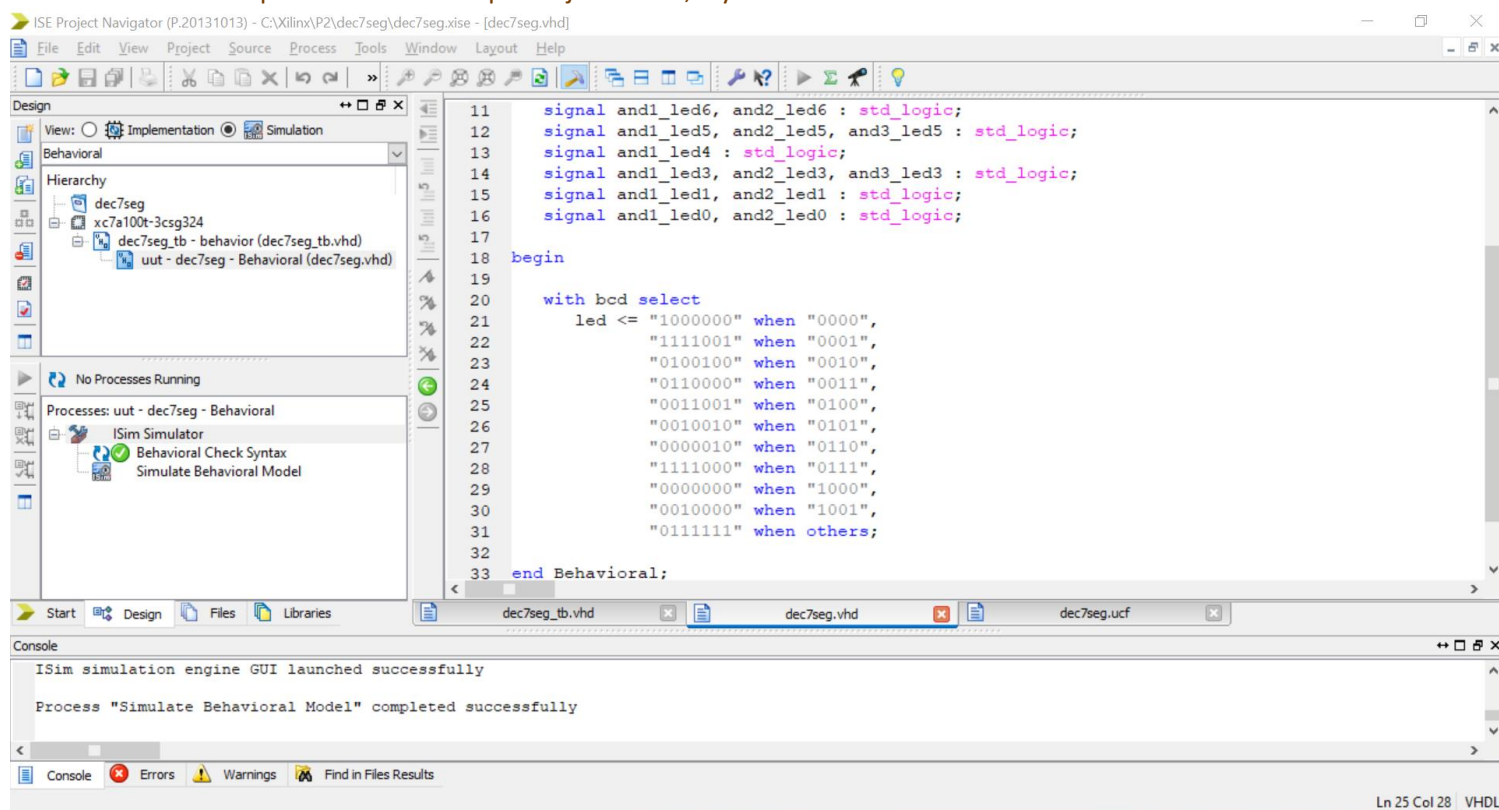 ISE Project Navigator (P.20131013) - C:\Xilinx\P2\dec7seg\dec7seg.xise - [dec7seg.vhd]
File Edit View Project Source Process Tools Window Layout Help
Design
View: Implementation Simulation
Behavioral
Hierarchy
dec7seg
xc7a100t-3csg324
dec7seg_tb - behavior (dec7seg_tb.vhd)
uut - dec7seg - Behavioral (dec7seg.vhd)
No Processes Running
Processes: uut - dec7seg - Behavioral
ISim Simulator
Behavioral Check Syntax
Simulate Behavioral Model
Start Design Files Libraries
11 signal and1_led6, and2_led6 : std_logic;
12 signal and1_led5, and2_led5, and3_led5 : std_logic;
13 signal and1_led4 : std_logic;
14 signal and1_led3, and2_led3, and3_led3 : std_logic;
15 signal and1_led1, and2_led1 : std_logic;
16 signal and1_led0, and2_led0 : std_logic;
17
18 begin
19
20 with bcd select
21 led <= "1000000" when "0000",
22 "1111001" when "0001",
23 "0100100" when "0010",
24 "0110000" when "0011",
25 "0011001" when "0100",
26 "0010010" when "0101",
27 "0000010" when "0110",
28 "1111000" when "0111",
29 "0000000" when "1000",
30 "0010000" when "1001",
31 "0111111" when others;
32
33 end Behavioral;
dec7seg_tb.vhd dec7seg.vhd dec7seg.ucf
Console
ISim simulation engine GUI launched successfully
Process "Simulate Behavioral Model" completed successfully
Console Errors Warnings Find in Files Results
Ln 25 Col 28 VHDL